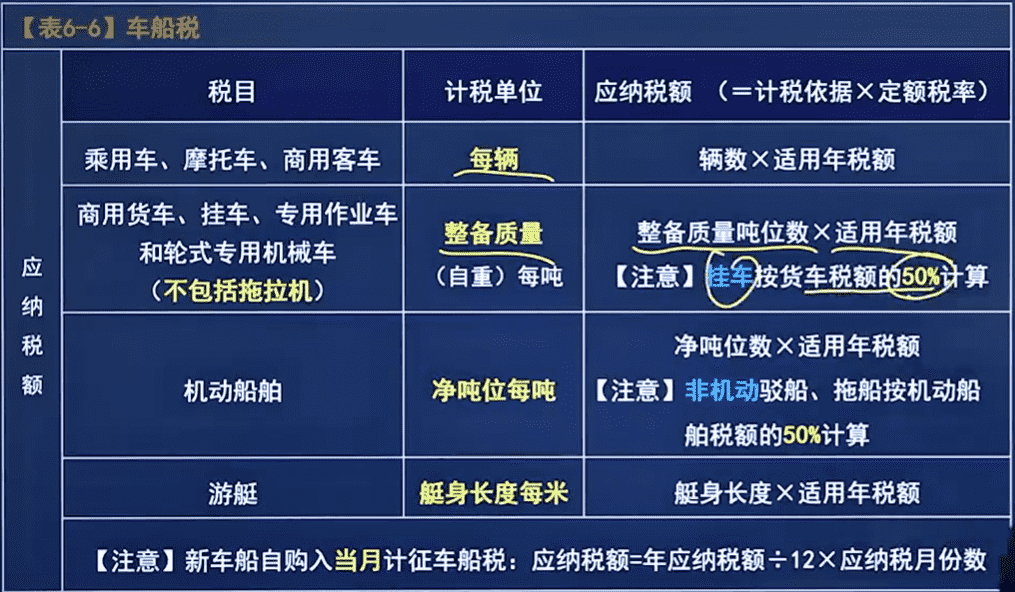 【表6-6】车船税
税目
计税单位
应纳税额 （＝计税依据×定额税率）
应纳税额
乘用车、摩托车、商用客车
每辆
辆数×适用年税额
商用货车、挂车、专用作业车
和轮式专用机械车
（不包括拖拉机）
整备质量
（自重）每吨
整备质量吨位数×适用年税额
【注意】挂车按货车税额的50%计算
机动船舶
净吨位每吨
净吨位数×适用年税额
【注意】非机动驳船、拖船按机动船
舶税额的50%计算
游艇
艇身长度每米
艇身长度×适用年税额
【注意】新车船自购入当月计征车船税：应纳税额=年应纳税额÷12×应纳税月份数